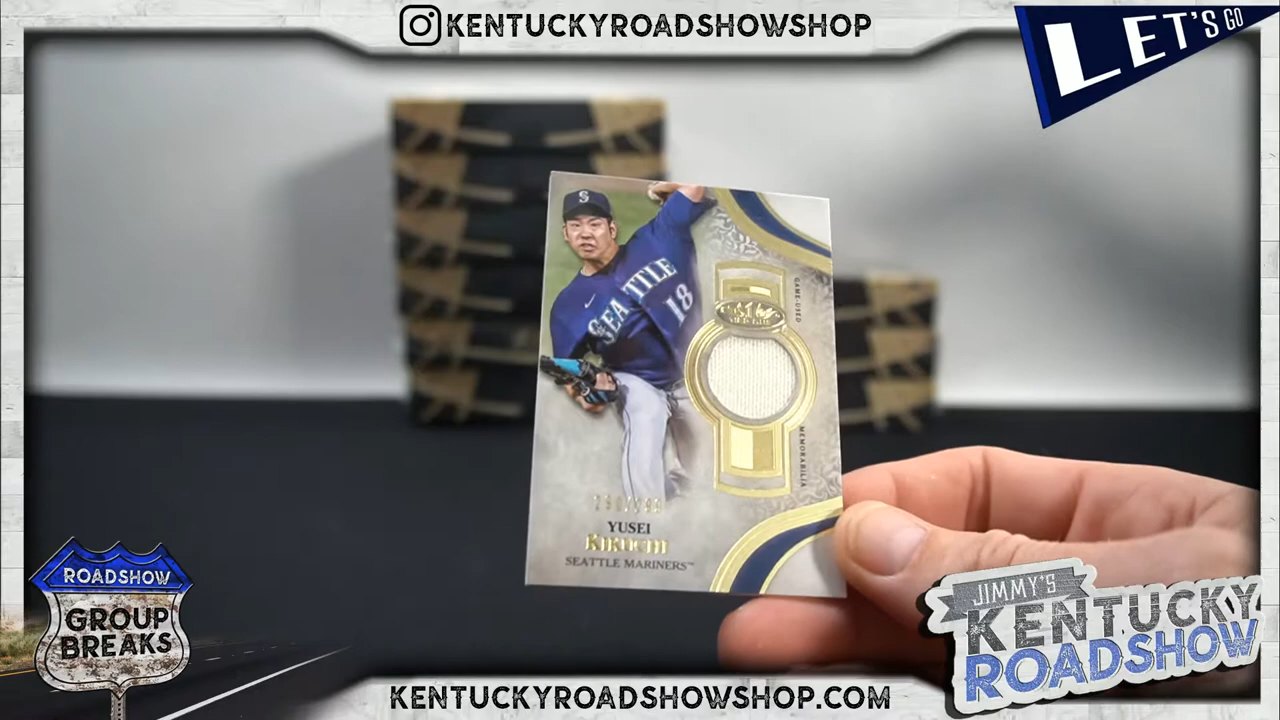 KENTUCKYROADSHOWSHOP
LET'S GO
S
SEATTLE
18
GAME-USED
MEMORABILIA
YUSEI
KIKUCHI
SEATTLE MARINERS™
ROADSHOW
GROUP
BREAKS
JIMMY'S
KENTUCKY
ROADSHOW
KENTUCKYROADSHOWSHOP.COM